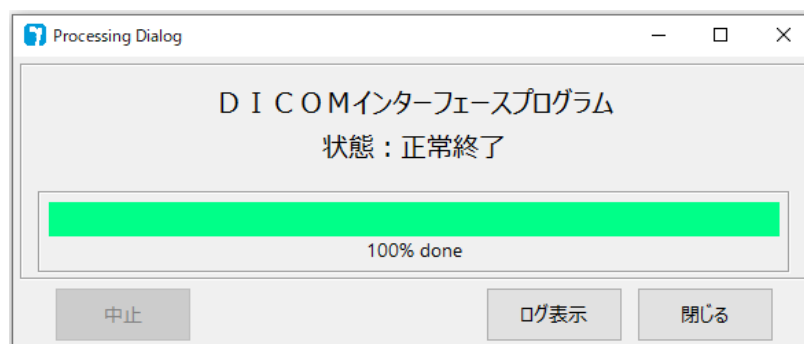 Processing Dialog
ＤＩＣＯＭインターフェースプログラム
状態：正常終了
100% done
中止
ログ表示
閉じる